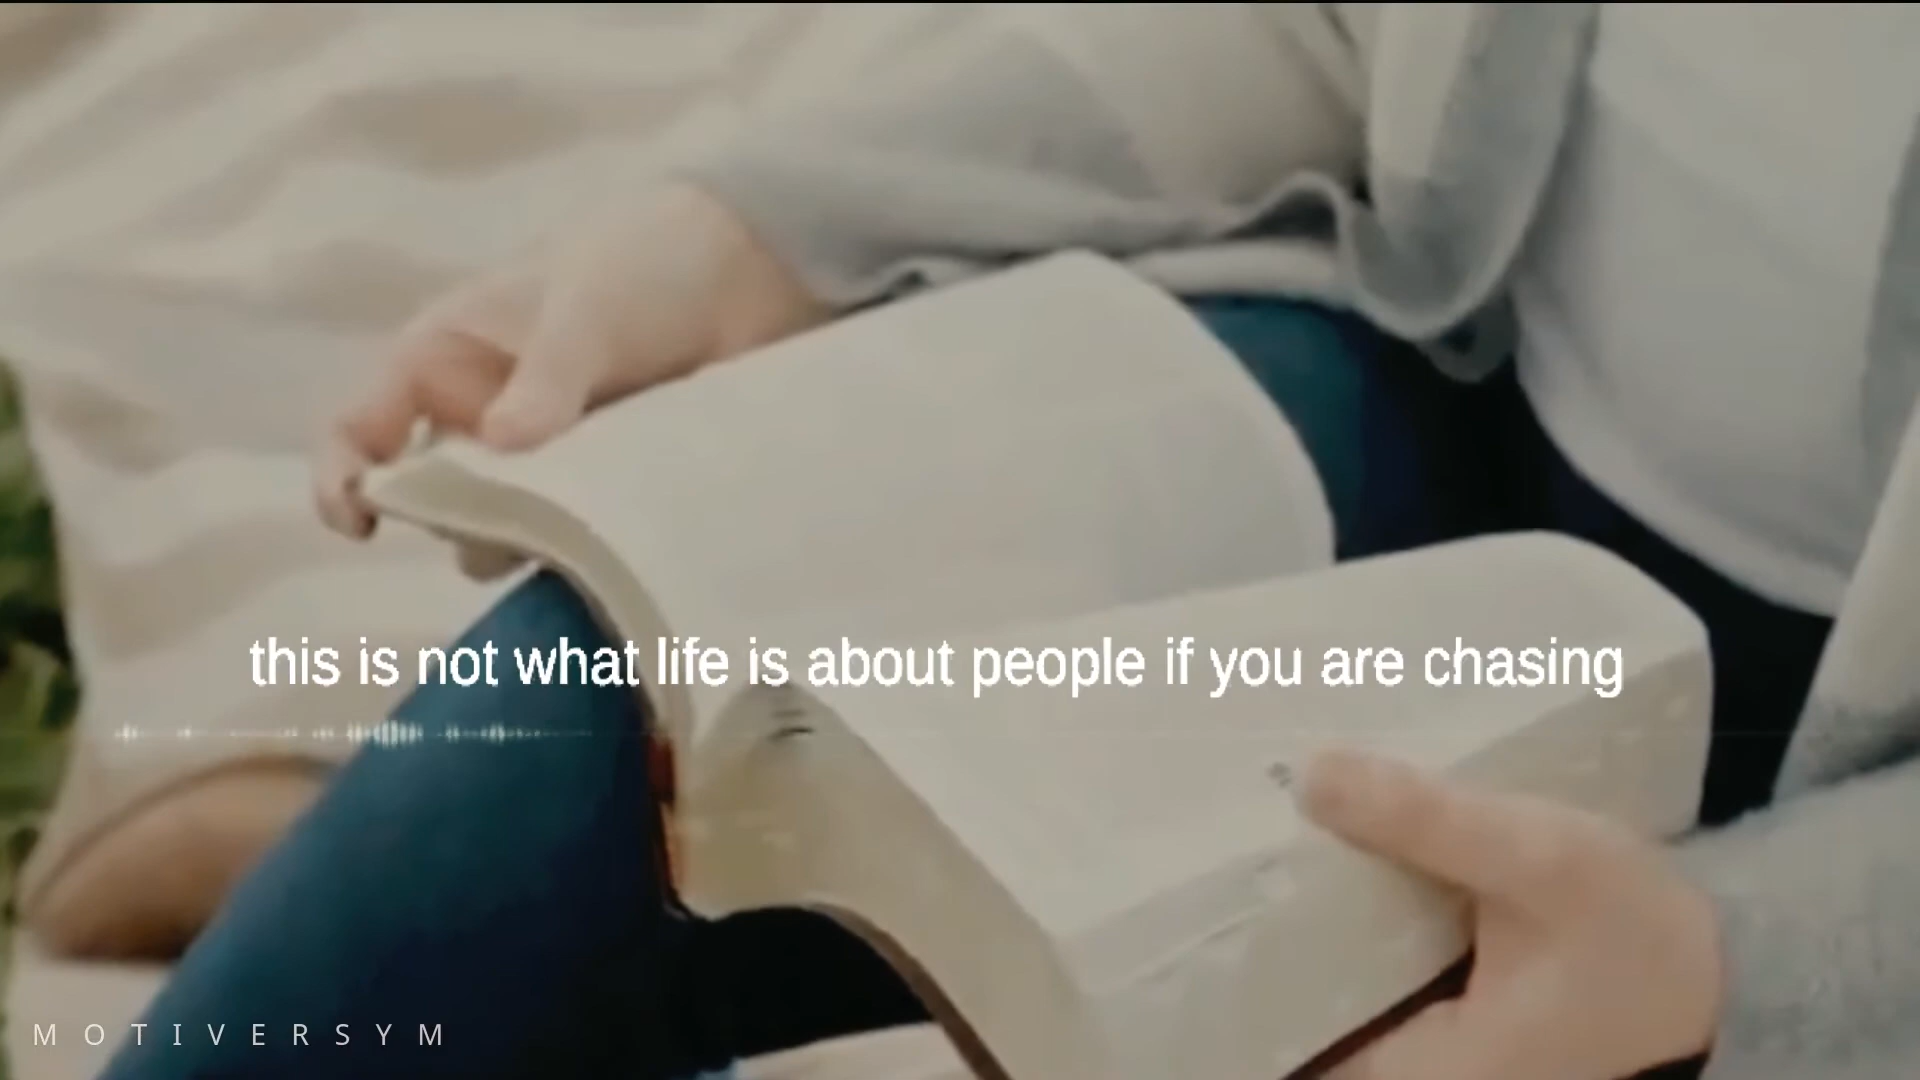 this is not what life is about people if you are chasing
M O T I V E R S Y M